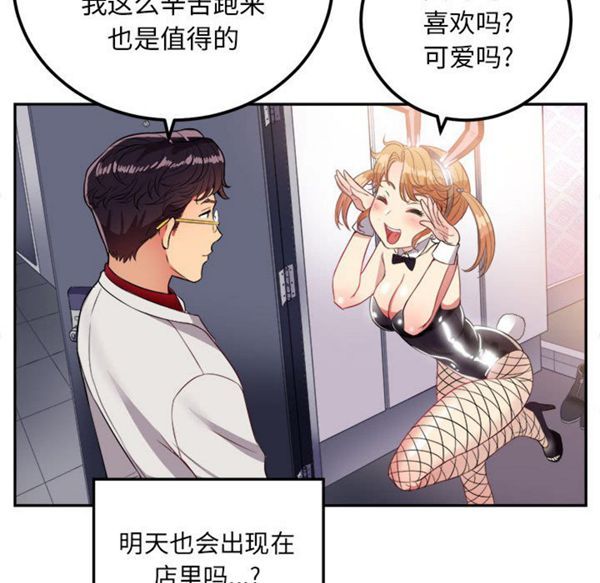 我这么辛苦跑来
也是值得的
喜欢吗?
可爱吗?
明天也会出现在
店里吗...?